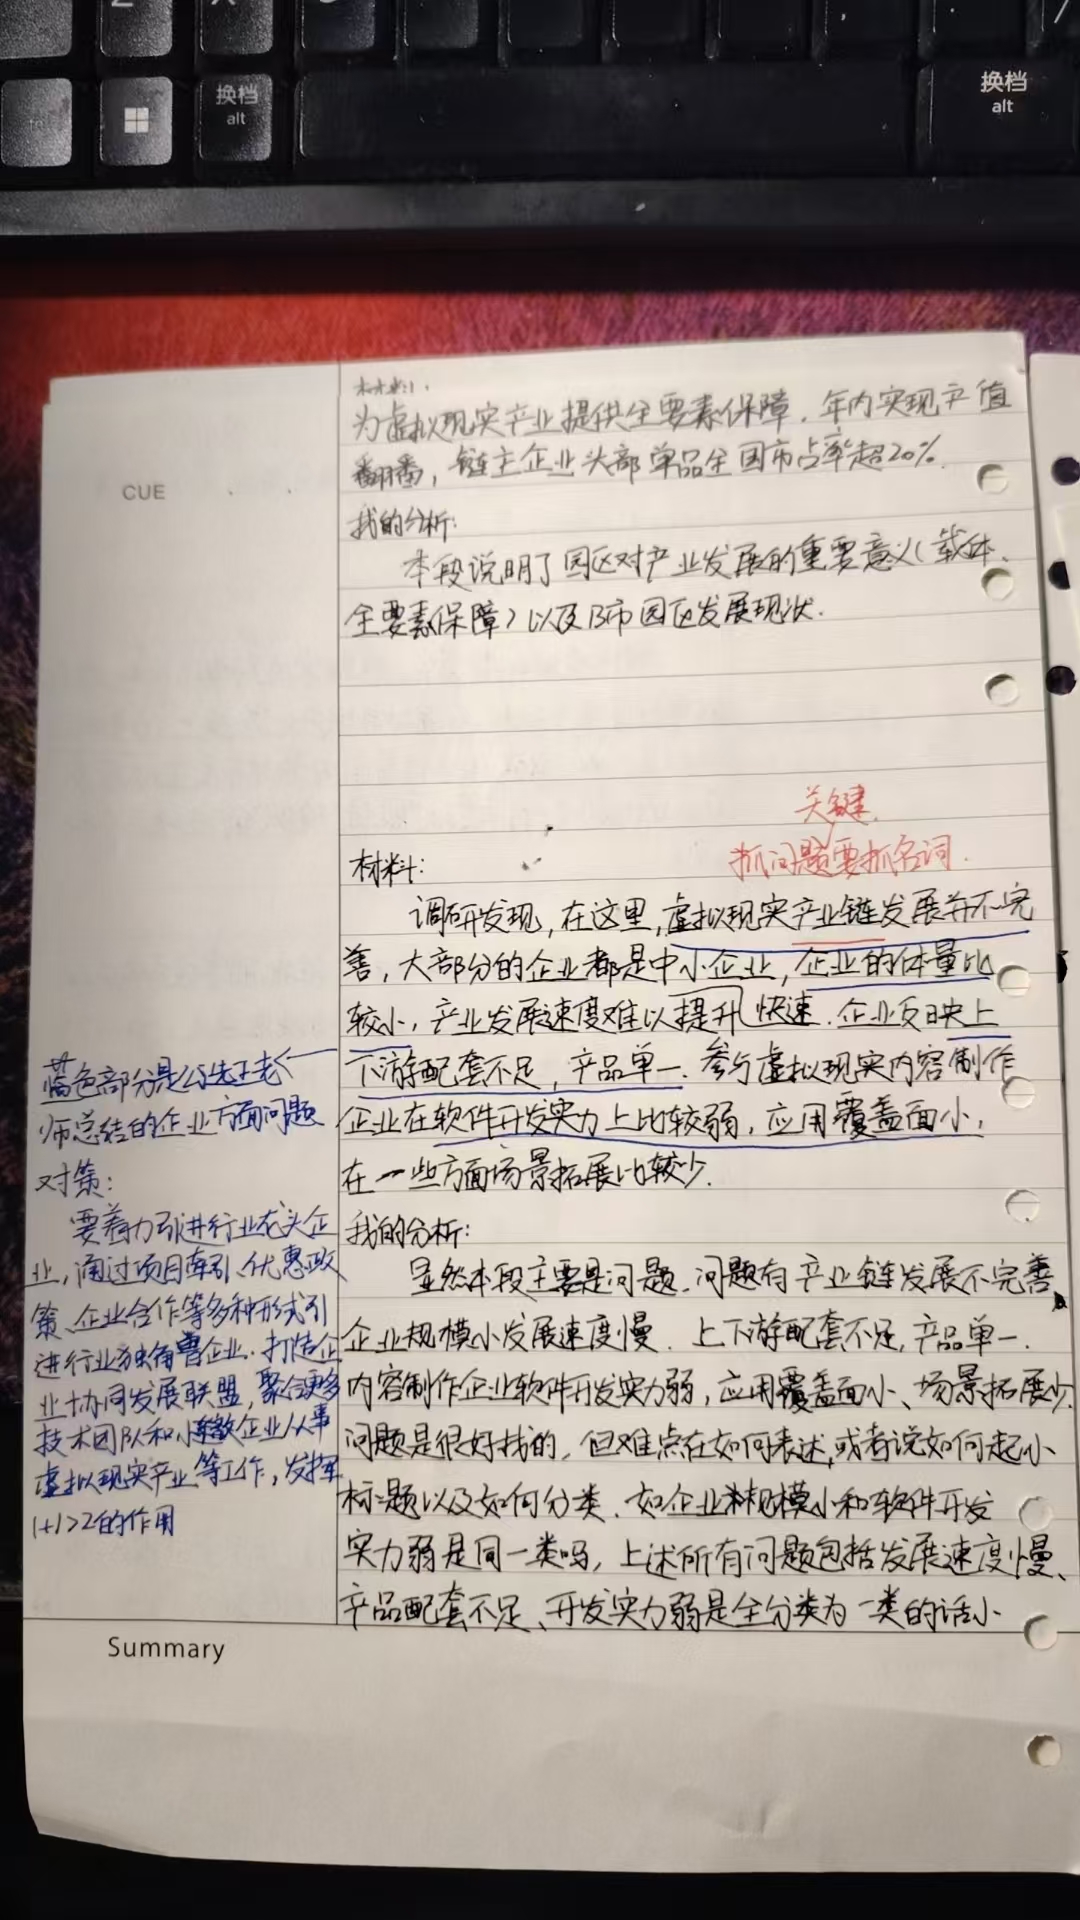 换档
alt
换档
alt
CUE
材料:
为虚拟现实产业提供全要素保障.年内实现产值
翻番,链主企业头部单品全国市占率超20%.
我的分析:
本段说明了园区对产业发展的重要意义(载体、
全要素保障)以及B市园区发展现状.
关键
抓问题要抓名词.
材料:
调研发现,在这里,虚拟现实产业链发展并不完
善,大部分的企业都是中小企业,企业的体量比
较小,产业发展速度难以提升快速.企业反映上
下游配套不足,产品单一.参与虚拟现实内容制作
企业在软件开发实力上比较弱,应用覆盖面小,
在一些方面场景拓展比较少.
我的分析:
显然本段主要是问题.问题有产业链发展不完善、
企业规模小发展速度慢.上下游配套不足,产品单一.
内容制作企业软件开发实力弱,应用覆盖面小、场景拓展少.
问题是很好找的,但难点在如何表述,或者说如何起小
标题以及如何分类.如企业规模小和软件开发
实力弱是同一类吗,上述所有问题包括发展速度慢、
产品配套不足、开发实力弱是全分类为一类的话小
蓝色部分是公选王老
师总结的企业方面问题
对策:
要着力引进行业龙头企
业,通过项目牵引、优惠政
策、企业合作等多种形式引
进行业独角兽企业.打造企
业协同发展联盟,聚合更多
技术团队和小微企业从事
虚拟现实产业等工作,发挥
1+1>2的作用
Summary